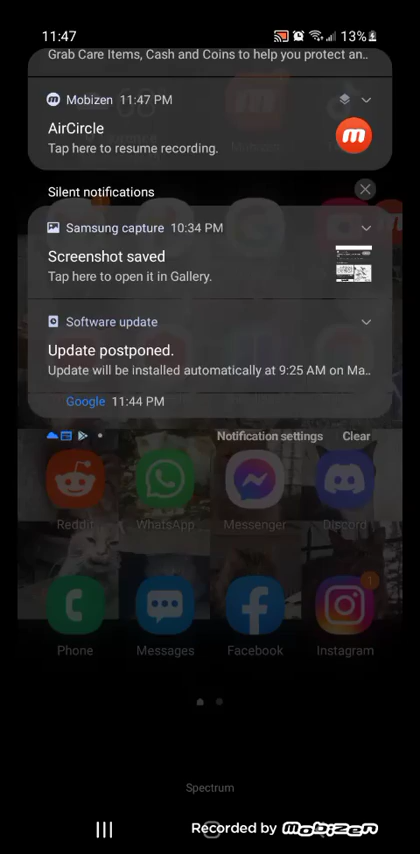 11:47
13%
Grab Care Items, Cash and Coins to help you protect an..
Mobizen 11:47 PM
AirCircle
Tap here to resume recording.
Silent notifications
Samsung capture 10:34 PM
Screenshot saved
Tap here to open it in Gallery.
Software update
Update postponed.
Update will be installed automatically at 9:25 AM on Ma..
Google 11:44 PM
Notification settings Clear
Reddit WhatsApp Messenger Discord
1
Phone Messages Facebook Instagram
Spectrum
Recorded by mobizen